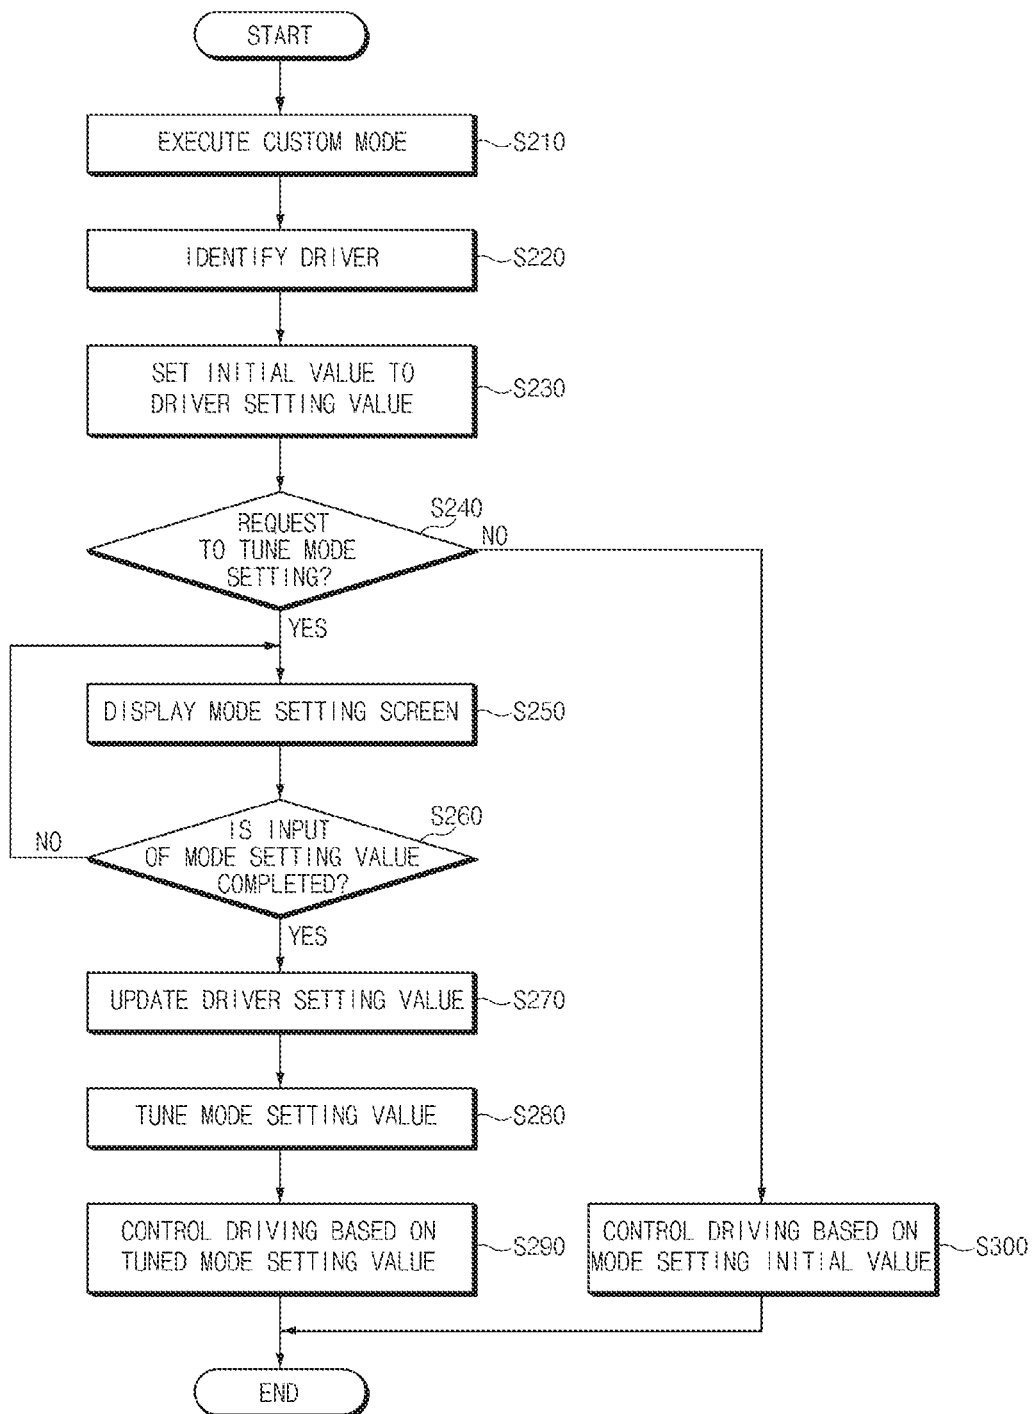 START
EXECUTE CUSTOM MODE
S210
IDENTIFY DRIVER
S220
SET INITIAL VALUE TO
DRIVER SETTING VALUE
S230
S240
REQUEST
TO TUNE MODE
SETTING?
NO
YES
DISPLAY MODE SETTING SCREEN
S250
S260
IS INPUT
OF MODE SETTING VALUE
COMPLETED?
NO
YES
UPDATE DRIVER SETTING VALUE
S270
TUNE MODE SETTING VALUE
S280
CONTROL DRIVING BASED ON
TUNED MODE SETTING VALUE
S290
CONTROL DRIVING BASED ON
MODE SETTING INITIAL VALUE
S300
END